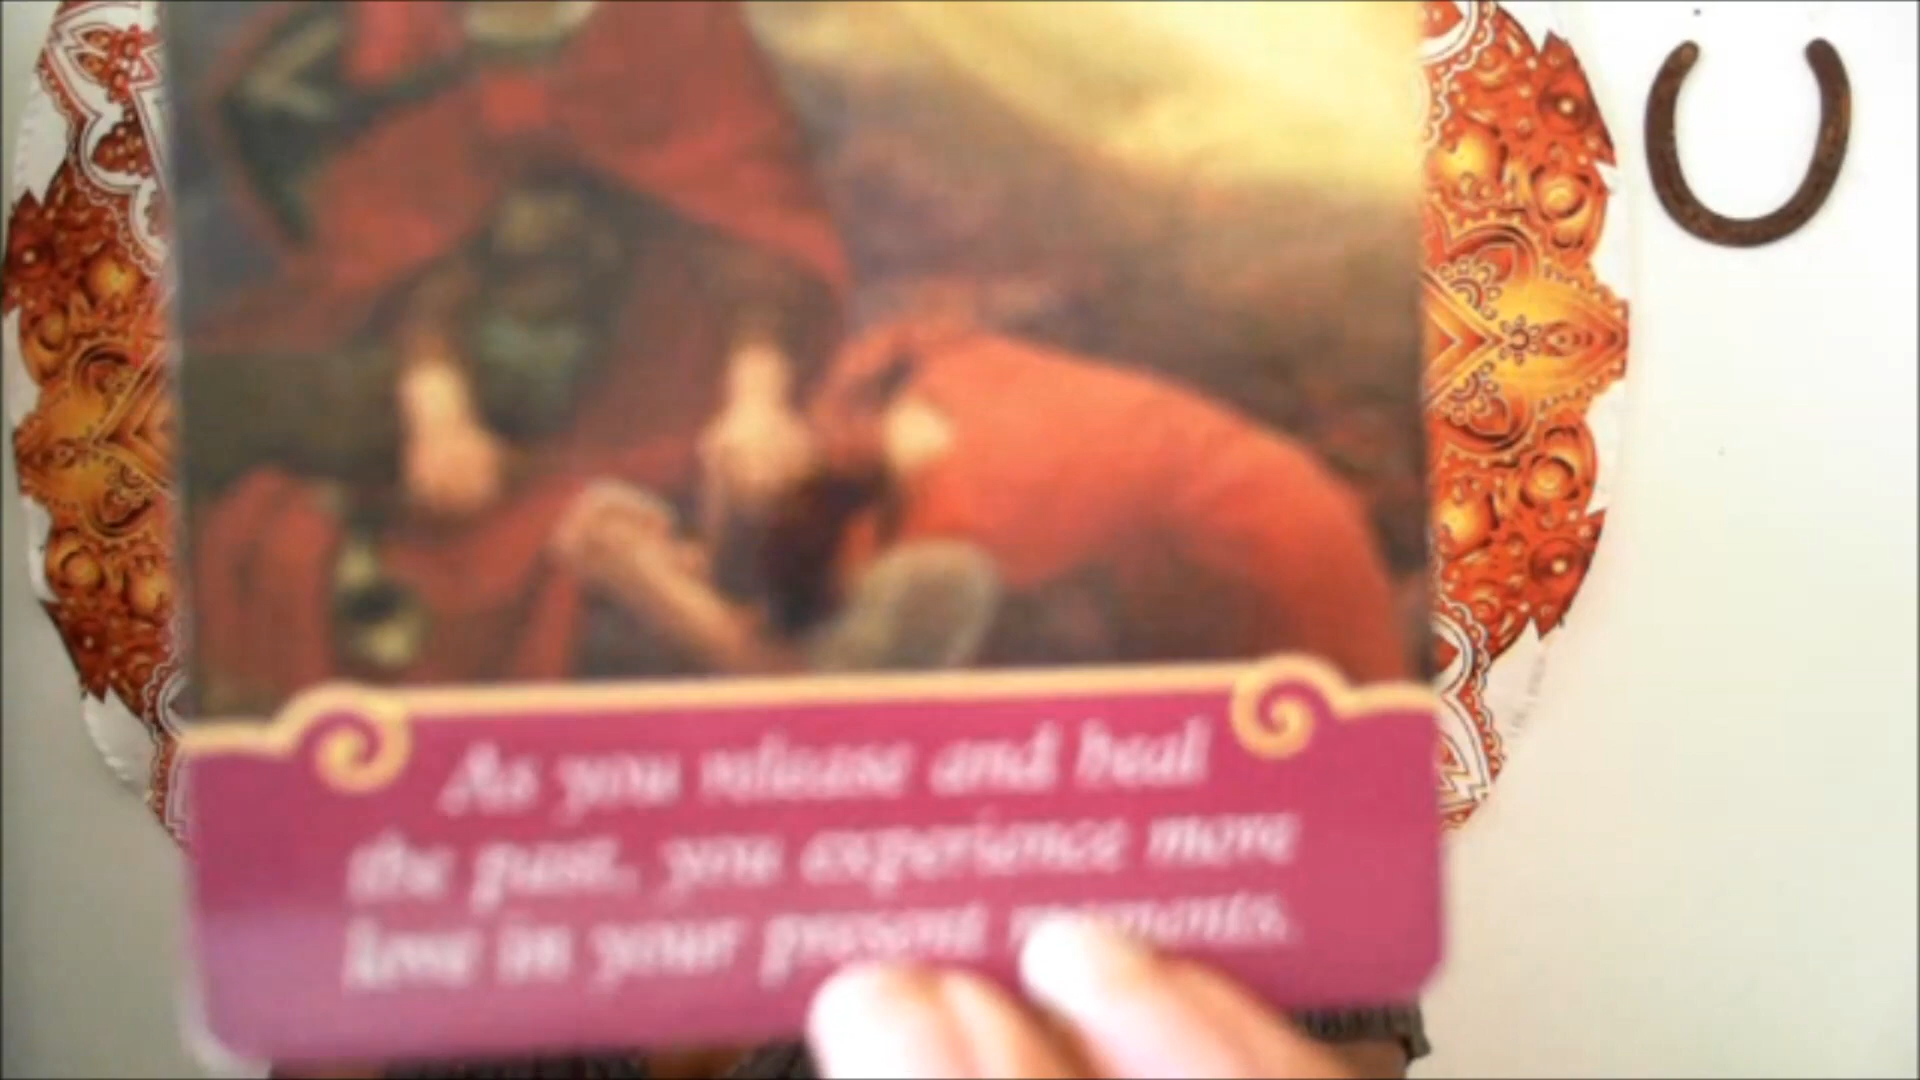 As you release and heal
the past, you experience more
love in your present moments.